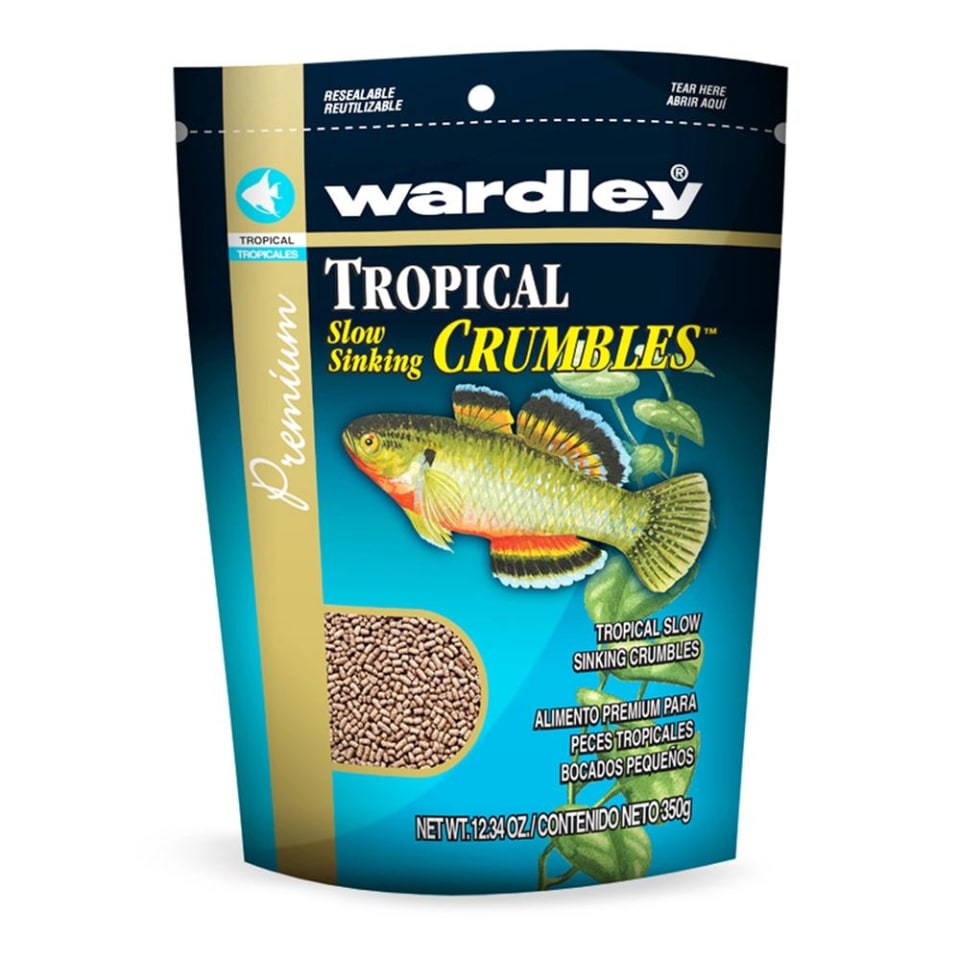 RESEALABLE
REUTILIZABLE
TEAR HERE
ABRIR AQUÍ
wardley®
TROPICAL
TROPICALES
Premium
TROPICAL
Slow
Sinking CRUMBLES™
TROPICAL SLOW
SINKING CRUMBLES
ALIMENTO PREMIUM PARA
PECES TROPICALES
BOCADOS PEQUEÑOS
NET WT. 12.34 OZ./CONTENIDO NETO 350g